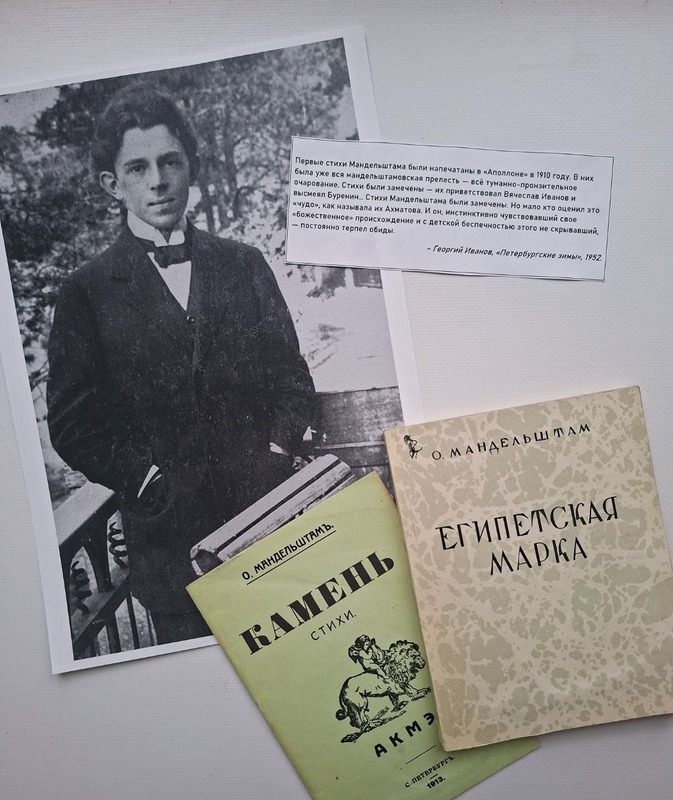 Первые стихи Мандельштама были напечатаны в «Аполлоне» в 1910 году. В них
была уже вся мандельштамовская прелесть — всё туманно-пронзительное
очарование. Стихи были замечены — их приветствовал Вячеслав Иванов и
высмеял Буренин... Стихи Мандельштама были замечены. Но мало кто оценил это
«чудо», как называла их Ахматова. И он, инстинктивно чувствовавший свое
«божественное» происхождение и с детской беспечностью этого не скрывавший,
— постоянно терпел обиды.
– Георгий Иванов, «Петербургские зимы», 1952
О. МАНДЕЛЬШТАМ
ЕГИПЕТСКАЯ
МАРКА
О. МАНДЕЛЬШТАМЪ.
КАМЕНЬ
СТИХИ.
АКМЭ
С.-ПЕТЕРБУРГЪ
1913.